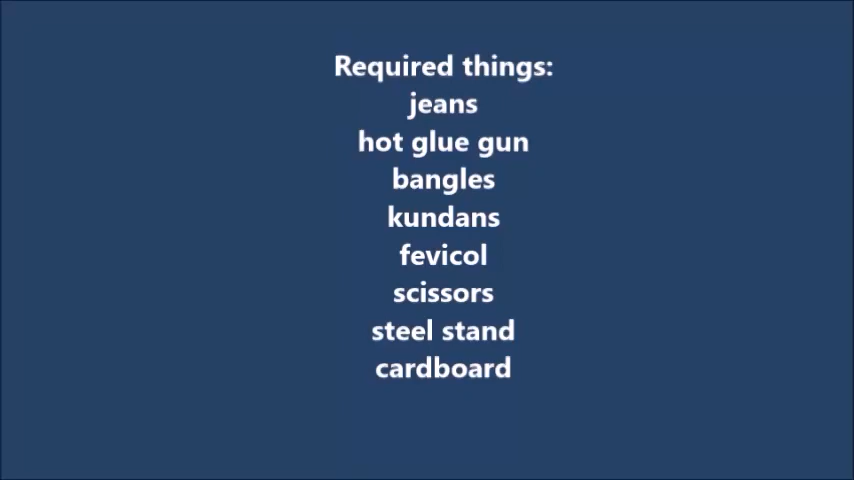 Required things:
jeans
hot glue gun
bangles
kundans
fevicol
scissors
steel stand
cardboard